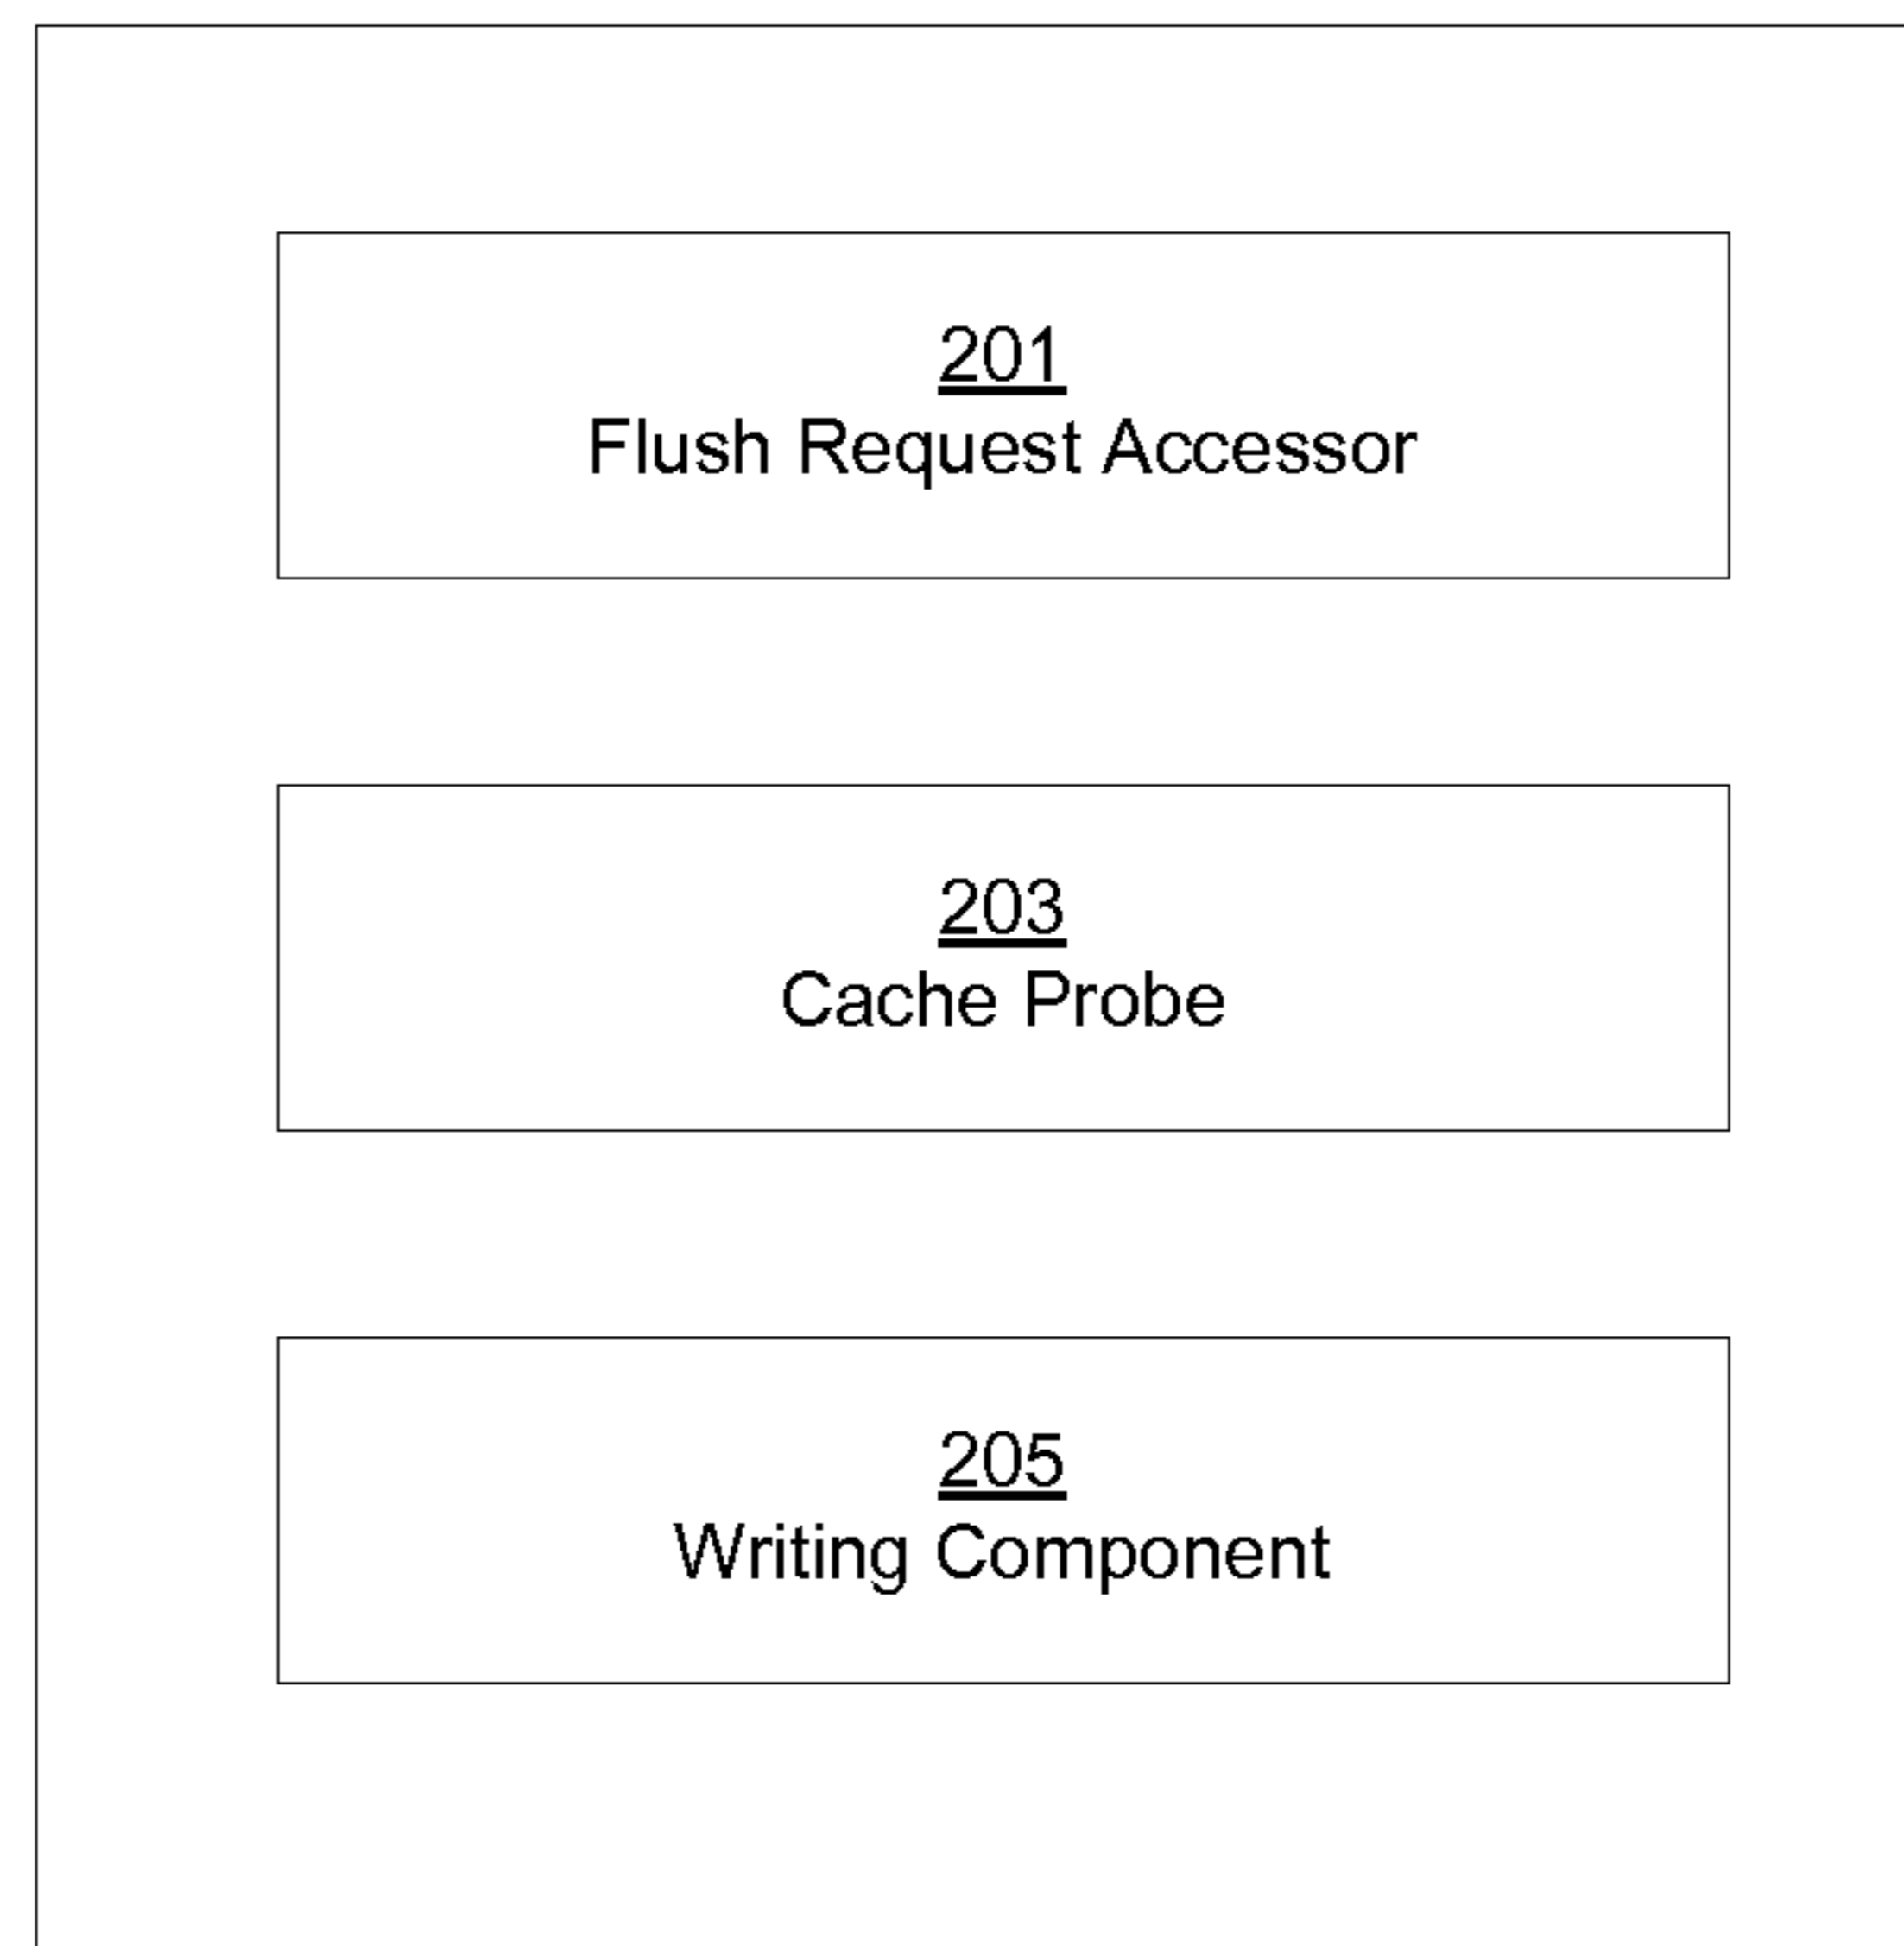 201
Flush Request Accessor
203
Cache Probe
205
Writing Component